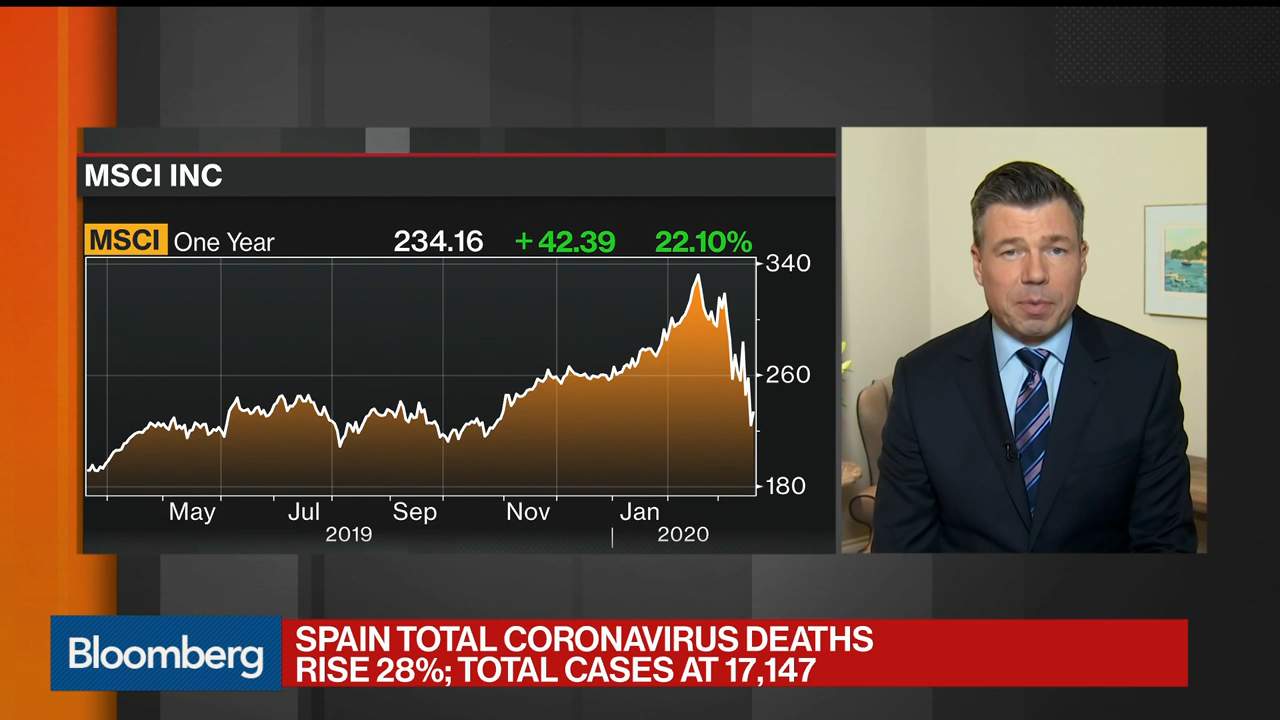 MSCI INC
MSCI One Year 234.16 +42.39 22.10%
340
260
180
May Jul Sep Nov Jan
2019 2020
Bloomberg
SPAIN TOTAL CORONAVIRUS DEATHS
RISE 28%; TOTAL CASES AT 17,147